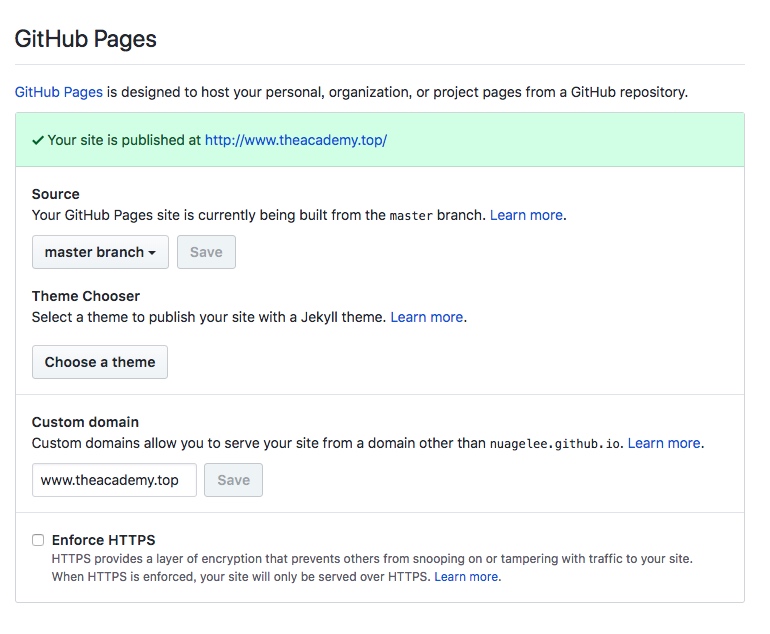 GitHub Pages
GitHub Pages is designed to host your personal, organization, or project pages from a GitHub repository.
Your site is published at http://www.theacademy.top/
Source
Your GitHub Pages site is currently being built from the master branch. Learn more.
master branch
Save
Theme Chooser
Select a theme to publish your site with a Jekyll theme. Learn more.
Choose a theme
Custom domain
Custom domains allow you to serve your site from a domain other than nuagelee.github.io. Learn more.
www.theacademy.top
Save
Enforce HTTPS
HTTPS provides a layer of encryption that prevents others from snooping on or tampering with traffic to your site.
When HTTPS is enforced, your site will only be served over HTTPS. Learn more.